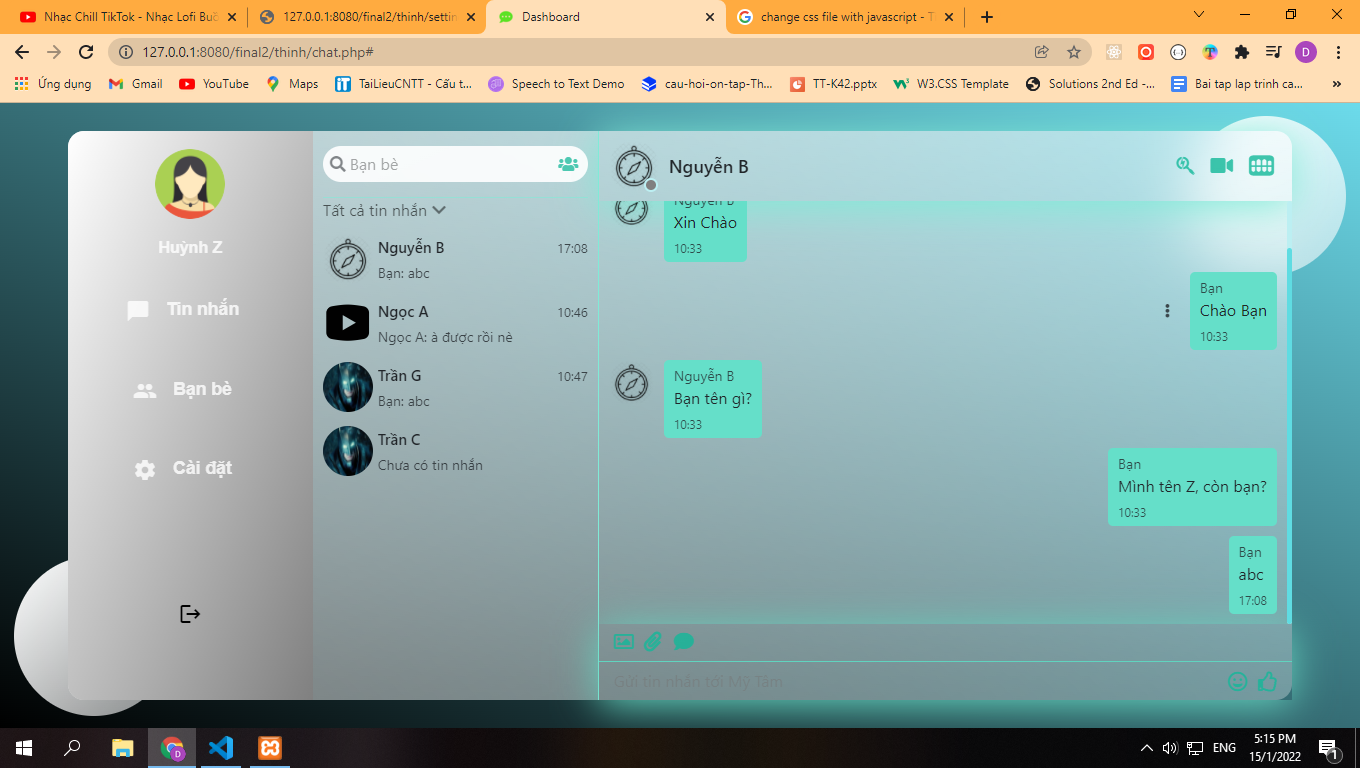 Nhạc Chill TikTok - Nhạc Lofi Buồ
127.0.0.1:8080/final2/thinh/settin
Dashboard
change css file with javascript - T
127.0.0.1:8080/final2/thinh/chat.php#
D
Ứng dụng
Gmail
YouTube
Maps
TaiLieuCNTT - Cấu t...
Speech to Text Demo
cau-hoi-on-tap-Th...
TT-K42.pptx
W3.CSS Template
Solutions 2nd Ed -...
Bai tap lap trinh ca...
»
Huỳnh Z
Tin nhắn
Bạn bè
Cài đặt
Bạn bè
Tất cả tin nhắn
Nguyễn B
17:08
Bạn: abc
Ngọc A
10:46
Ngọc A: à được rồi nè
Trần G
10:47
Bạn: abc
Trần C
Chưa có tin nhắn
Nguyễn B
Nguyễn B
Xin Chào
10:33
Bạn
Chào Bạn
10:33
Nguyễn B
Bạn tên gì?
10:33
Bạn
Mình tên Z, còn bạn?
10:33
Bạn
abc
17:08
Gửi tin nhắn tới Mỹ Tâm
D
ENG
5:15 PM
15/1/2022
1